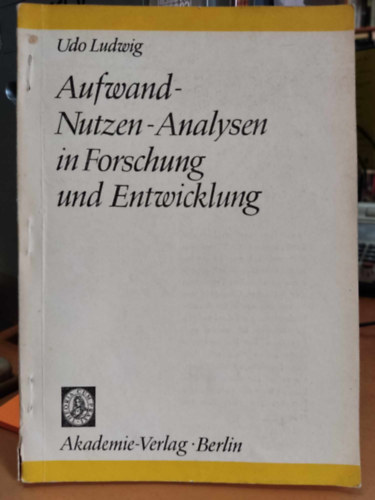 Udo Ludwig
Aufwand-
Nutzen-Analysen
in Forschung
und Entwicklung
Akademie-Verlag · Berlin